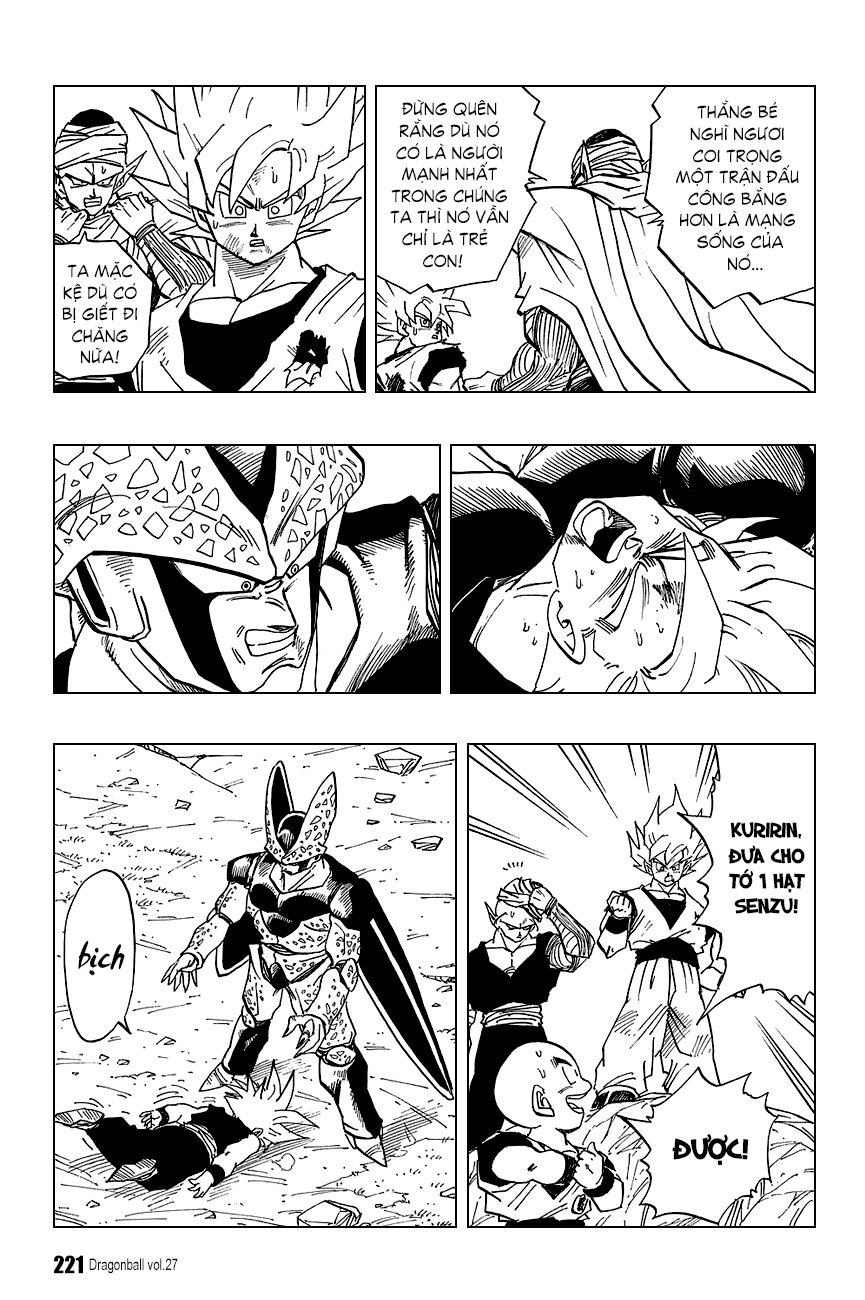 THẰNG BÉ
NGHĨ NGƯƠI
COI TRỌNG
MỘT TRẬN ĐẤU
CÔNG BẰNG
HƠN LÀ MẠNG
SỐNG CỦA
NÓ...
ĐỪNG QUÊN
RẰNG DÙ NÓ
CÓ LÀ NGƯỜI
MẠNH NHẤT
TRONG CHÚNG
TA THÌ NÓ VẪN
CHỈ LÀ TRẺ
CON!
TA MẶC
KỆ DÙ CÓ
BỊ GIẾT ĐI
CHĂNG
NỮA!
KURIRIN,
ĐƯA CHO
TỚ 1 HẠT
SENZU!
ĐƯỢC!
bịch
221 Dragonball vol.27